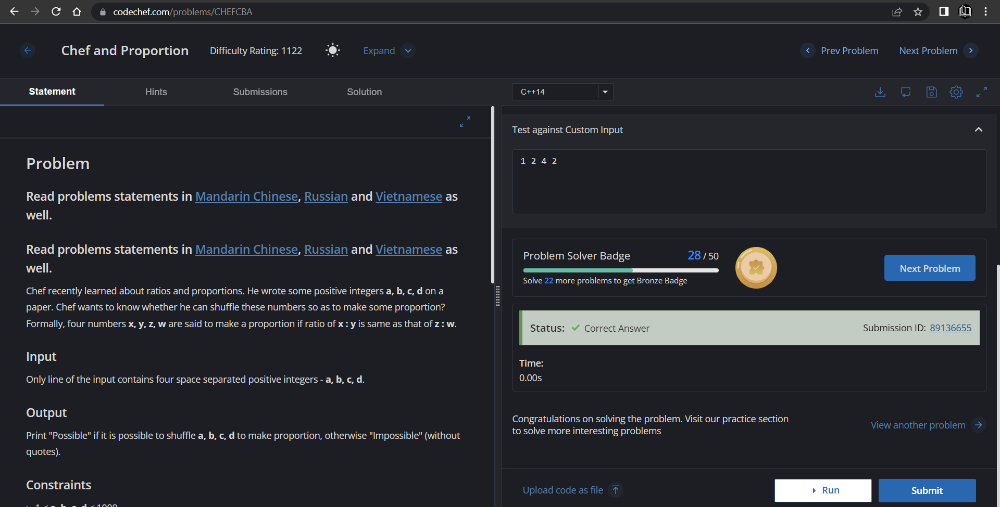 codechef.com/problems/CHEFCBA
Chef and Proportion
Difficulty Rating: 1122
Expand
Prev Problem
Next Problem
Statement
Hints
Submissions
Solution
C++14
Problem
Read problems statements in Mandarin Chinese, Russian and Vietnamese as
well.
Read problems statements in Mandarin Chinese, Russian and Vietnamese as
well.
Chef recently learned about ratios and proportions. He wrote some positive integers a, b, c, d on a
paper. Chef wants to know whether he can shuffle these numbers so as to make some proportion?
Formally, four numbers x, y, z, w are said to make a proportion if ratio of x : y is same as that of z : w.
Input
Only line of the input contains four space separated positive integers - a, b, c, d.
Output
Print "Possible" if it is possible to shuffle a, b, c, d to make proportion, otherwise "Impossible" (without
quotes).
Constraints
1 ≤ a, b, c, d ≤ 1000
Test against Custom Input
1 2 4 2
Problem Solver Badge
28 / 50
Solve 22 more problems to get Bronze Badge
Next Problem
Status: Correct Answer
Submission ID: 89136655
Time:
0.00s
Congratulations on solving the problem. Visit our practice section
to solve more interesting problems
View another problem
Upload code as file
Run
Submit